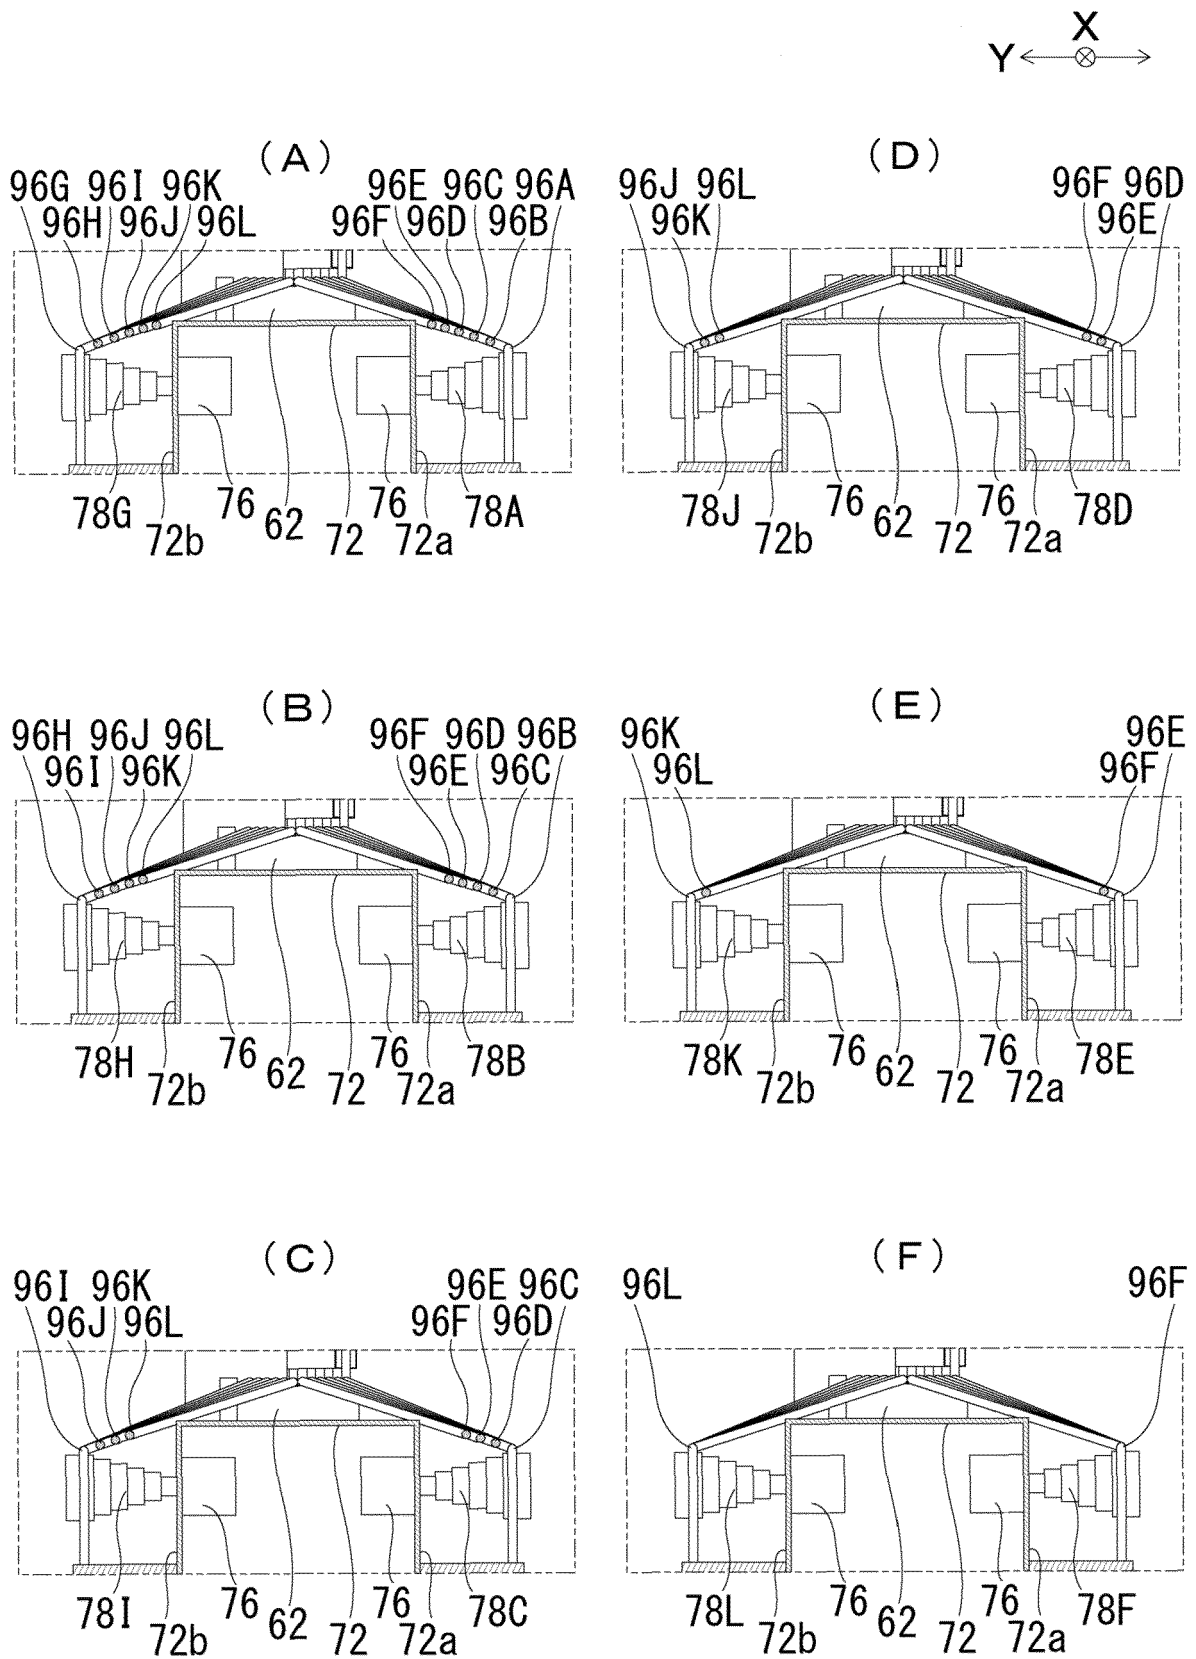 X
Y
(A)
96G 96I 96K 96E 96C 96A
96H 96J 96L 96F 96D 96B
78G 72b 76 62 72 76 72a 78A
(D)
96J 96L 96F 96D
96K 96E
78J 72b 76 62 72 76 72a 78D
(B)
96H 96J 96L 96F 96D 96B
96I 96K 96E 96C
78H 72b 76 62 72 76 72a 78B
(E)
96K 96E
96L 96F
78K 72b 76 62 72 76 72a 78E
(C)
96I 96K 96E 96C
96J 96L 96F 96D
78I 72b 76 62 72 76 72a 78C
(F)
96L 96F
78L 72b 76 62 72 76 72a 78F